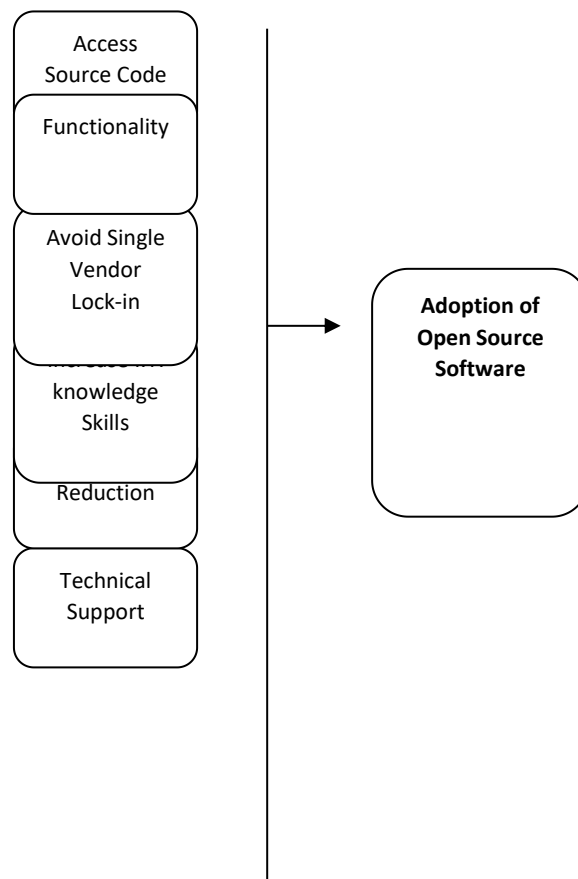 Access
Source Code
Functionality
Avoid Single
Vendor
Lock-in
knowledge
Skills
Reduction
Technical
Support
Adoption of
Open Source
Software